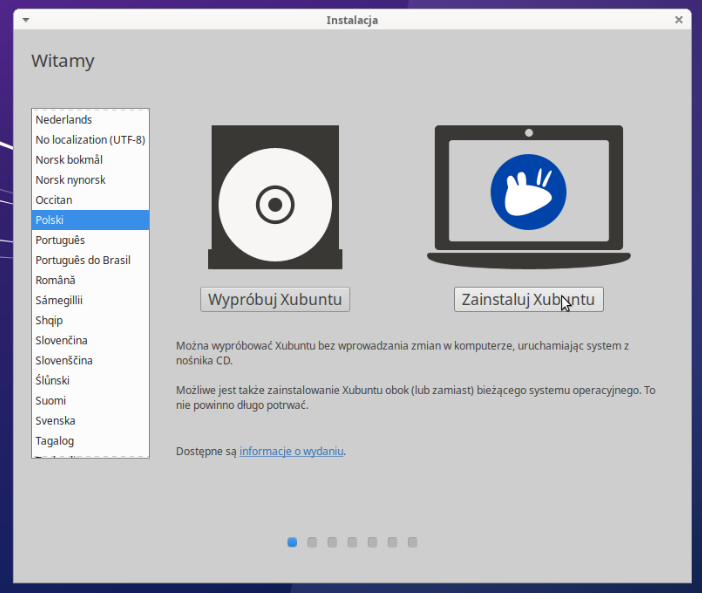 Instalacja
Witamy
Nederlands
No localization (UTF-8)
Norsk bokmål
Norsk nynorsk
Occitan
Polski
Português
Português do Brasil
Română
Sámegillii
Shqip
Slovenčina
Slovenščina
Ślůnski
Suomi
Svenska
Tagalog
Wypróbuj Xubuntu
Zainstaluj Xubuntu
Można wypróbować Xubuntu bez wprowadzania zmian w komputerze, uruchamiając system z
nośnika CD.
Możliwe jest także zainstalowanie Xubuntu obok (lub zamiast) bieżącego systemu operacyjnego. To
nie powinno długo potrwać.
Dostępne są informacje o wydaniu.